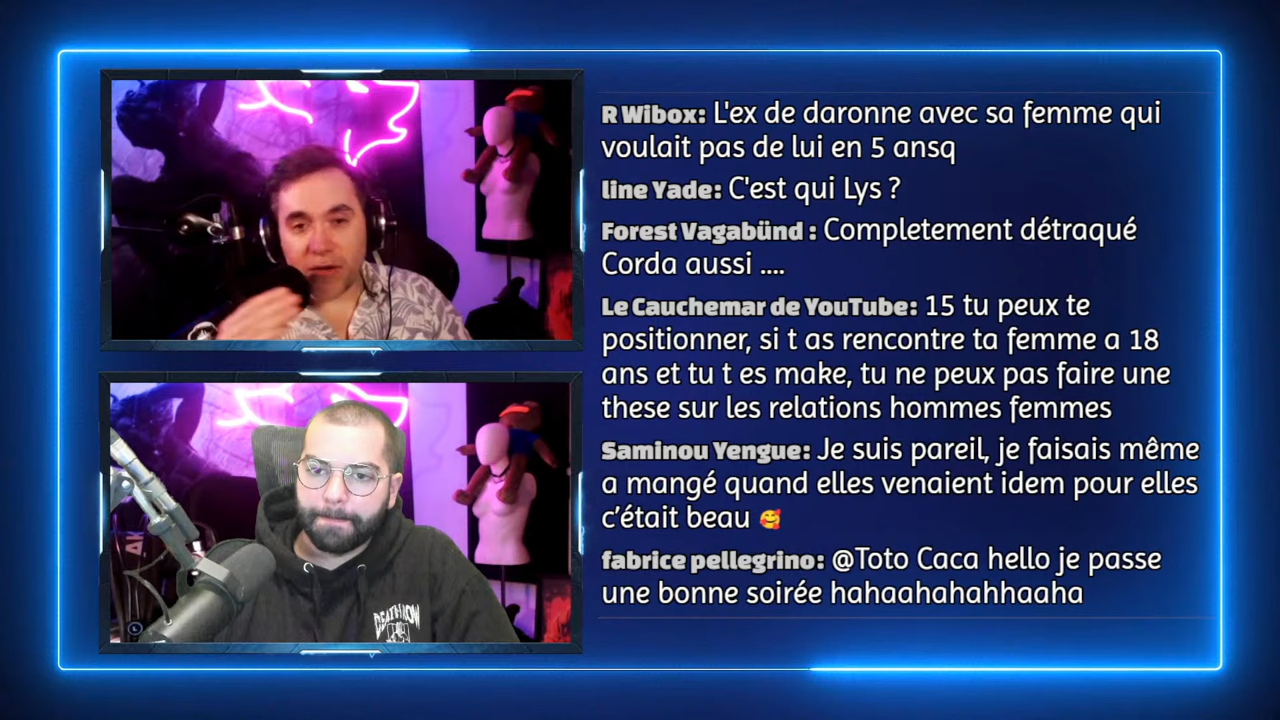 R Wibox: L'ex de daronne avec sa femme qui
voulait pas de lui en 5 ansq
line Yade: C'est qui Lys ?
Forest Vagabünd : Completement détraqué
Corda aussi ....
Le Cauchemar de YouTube: 15 tu peux te
positionner, si t as rencontre ta femme a 18
ans et tu t es make, tu ne peux pas faire une
these sur les relations hommes femmes
Saminou Yengue: Je suis pareil, je faisais même
a mangé quand elles venaient idem pour elles
c'était beau 🥰
fabrice pellegrino: @Toto Caca hello je passe
une bonne soirée hahaahahahhaaha
DEATH ROW